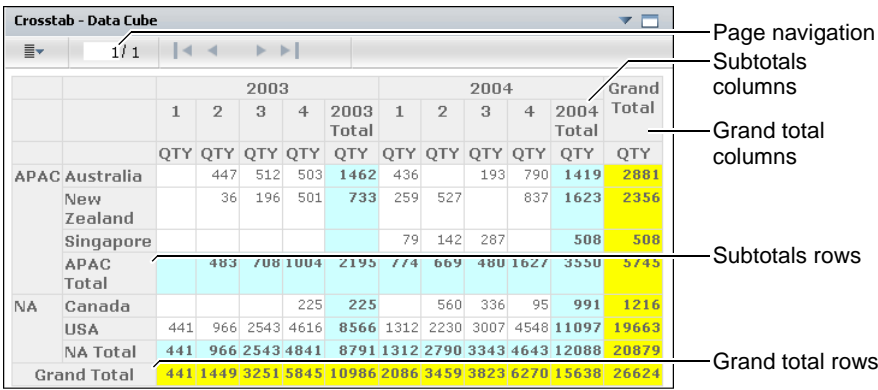 Crosstab - Data Cube
1/ 1
Page navigation
Subtotals columns
Grand total columns
Subtotals rows
Grand total rows
2003 2004 Grand Total
1 2 3 4 2003 Total 1 2 3 4 2004 Total
QTY QTY QTY QTY QTY QTY QTY QTY QTY QTY QTY
APAC Australia 447 512 503 1462 436 193 790 1419 2881
New Zealand 36 196 501 733 259 527 837 1623 2356
Singapore 79 142 287 508 508
APAC Total 483 708 1004 2195 774 669 480 1627 3550 5745
NA Canada 225 225 560 336 95 991 1216
USA 441 966 2543 4616 8566 1312 2230 3007 4548 11097 19663
NA Total 441 966 2543 4841 8791 1312 2790 3343 4643 12088 20879
Grand Total 441 1449 3251 5845 10986 2086 3459 3823 6270 15638 26624